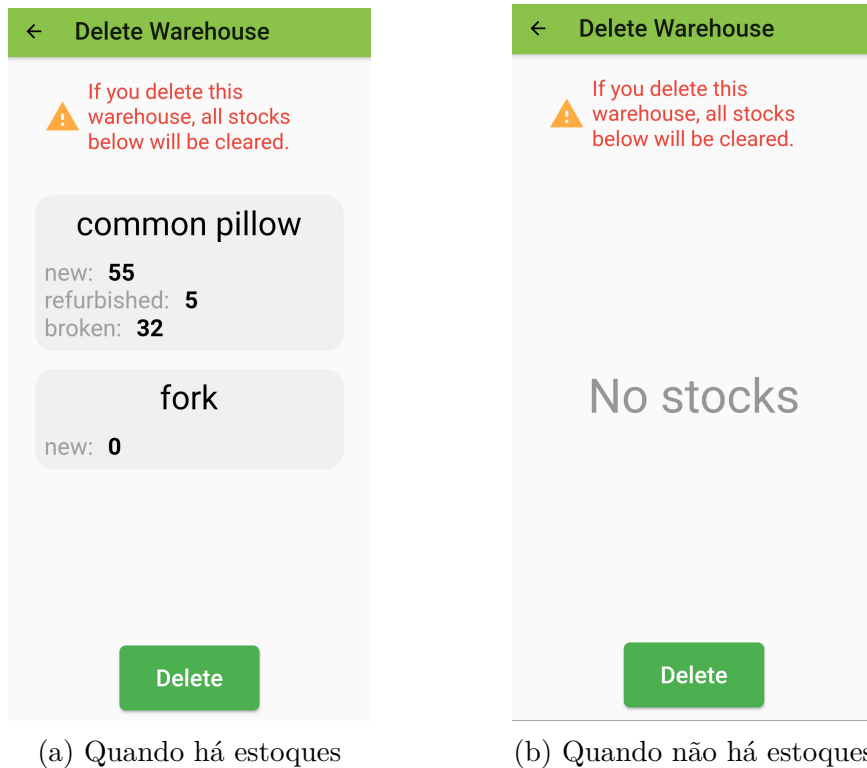 Delete Warehouse
If you delete this
warehouse, all stocks
below will be cleared.
common pillow
new: 55
refurbished: 5
broken: 32
fork
new: 0
Delete
(a) Quando há estoques
Delete Warehouse
If you delete this
warehouse, all stocks
below will be cleared.
No stocks
Delete
(b) Quando não há estoques